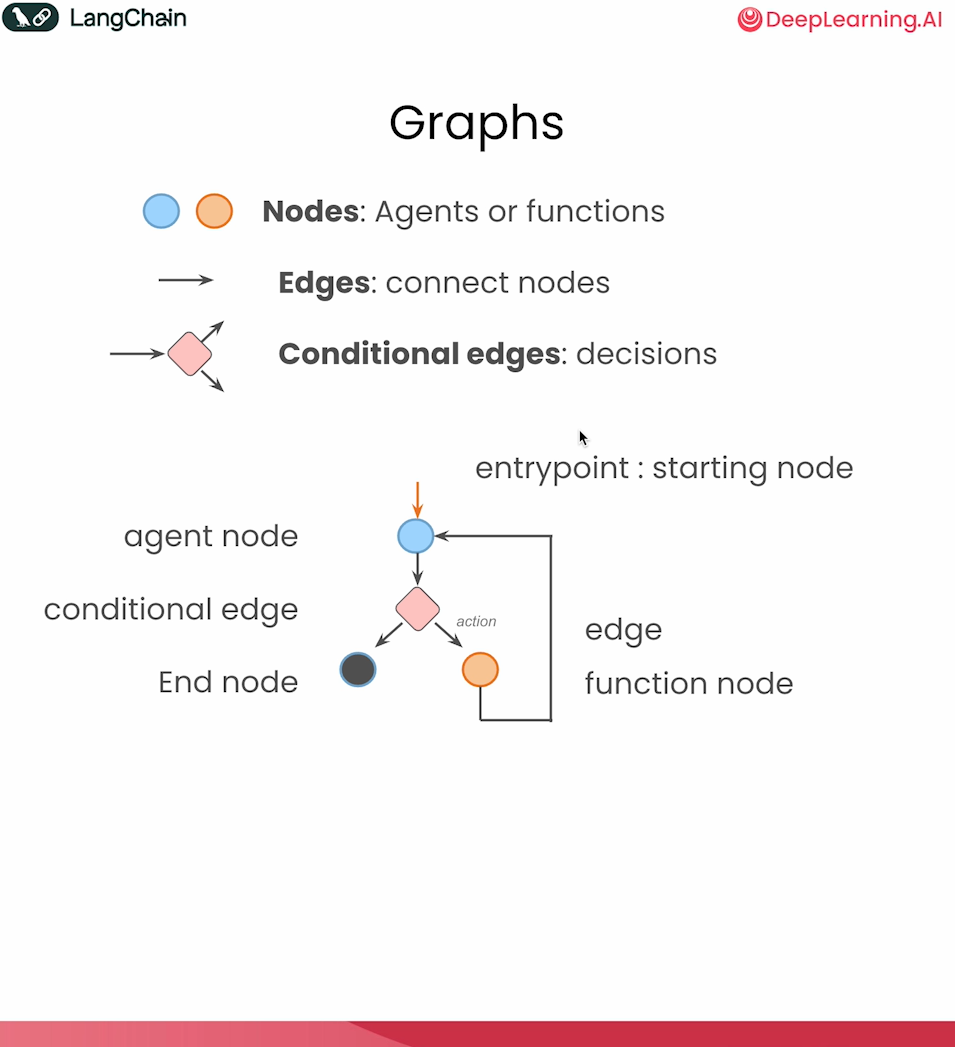 LangChain
DeepLearning.AI
Graphs
Nodes: Agents or functions
Edges: connect nodes
Conditional edges: decisions
entrypoint : starting node
agent node
conditional edge
action
edge
End node
function node